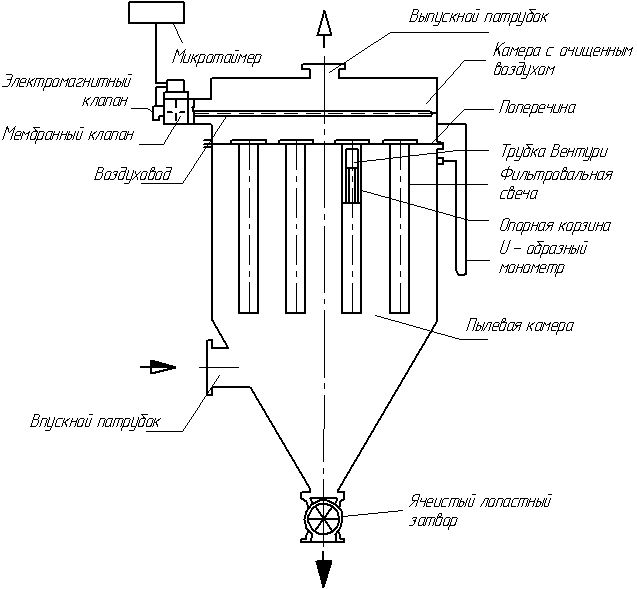 Выпускной патрубок
Микротаймер
Камера с очищенным
воздухом
Электромагнитный
клапан
Мембранный клапан
Воздуховод
Поперечина
Трубка Вентури
Фильтровальная
свеча
Опорная корзина
U – образный
манометр
Пылевая камера
Впускной патрубок
Ячеистый лопастный
затвор